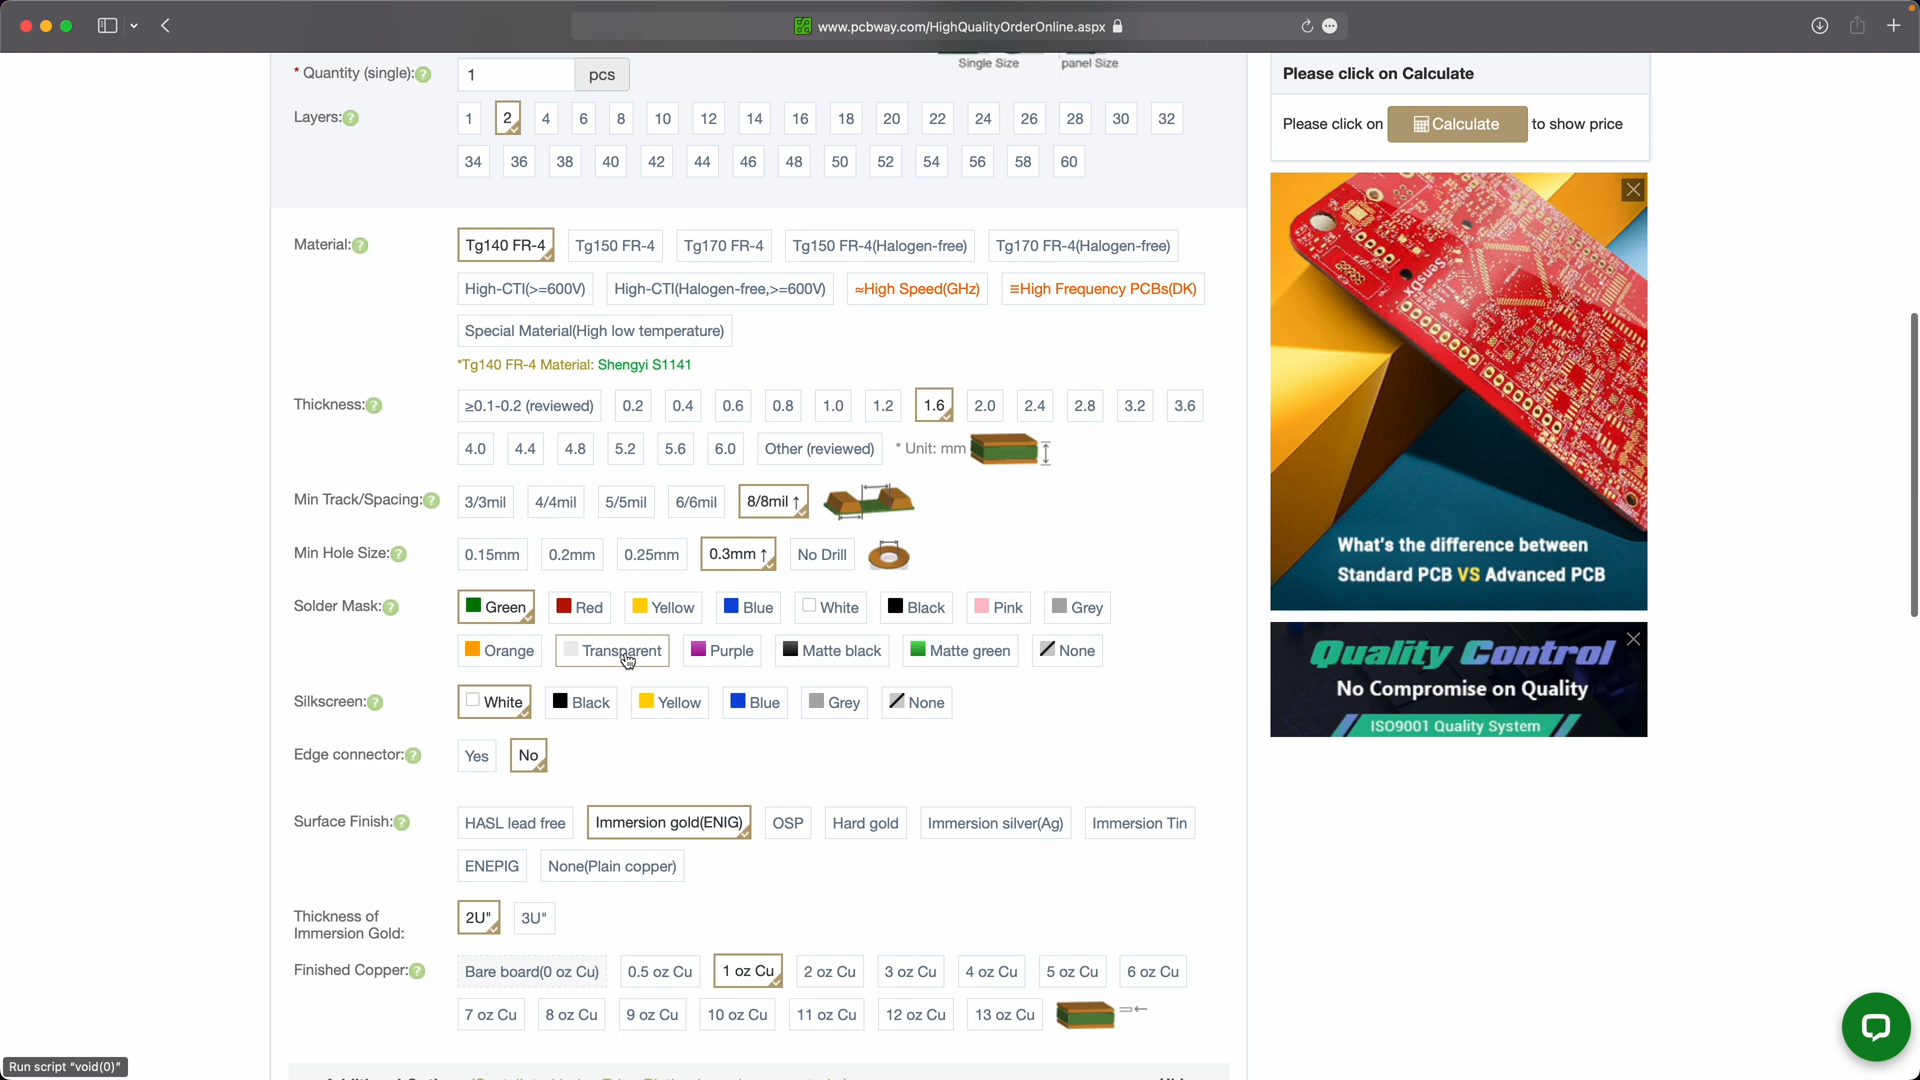 www.pcbway.com/HighQualityOrderOnline.aspx
Single Size
panel Size
* Quantity (single):? 1 pcs
Layers:? 1 2 4 6 8 10 12 14 16 18 20 22 24 26 28 30 32
34 36 38 40 42 44 46 48 50 52 54 56 58 60
Material:? Tg140 FR-4 Tg150 FR-4 Tg170 FR-4 Tg150 FR-4(Halogen-free) Tg170 FR-4(Halogen-free)
High-CTI(>=600V) High-CTI(Halogen-free,>=600V) ≈High Speed(GHz) ≡High Frequency PCBs(DK)
Special Material(High low temperature)
*Tg140 FR-4 Material: Shengyi S1141
Thickness:? ≥0.1-0.2 (reviewed) 0.2 0.4 0.6 0.8 1.0 1.2 1.6 2.0 2.4 2.8 3.2 3.6
4.0 4.4 4.8 5.2 5.6 6.0 Other (reviewed) * Unit: mm
Min Track/Spacing:? 3/3mil 4/4mil 5/5mil 6/6mil 8/8mil ↑
Min Hole Size:? 0.15mm 0.2mm 0.25mm 0.3mm ↑ No Drill
Solder Mask:? Green Red Yellow Blue White Black Pink Grey
Orange Transparent Purple Matte black Matte green None
Silkscreen:? White Black Yellow Blue Grey None
Edge connector:? Yes No
Surface Finish:? HASL lead free Immersion gold(ENIG) OSP Hard gold Immersion silver(Ag) Immersion Tin
ENEPIG None(Plain copper)
Thickness of
Immersion Gold: 2U" 3U"
Finished Copper:? Bare board(0 oz Cu) 0.5 oz Cu 1 oz Cu 2 oz Cu 3 oz Cu 4 oz Cu 5 oz Cu 6 oz Cu
7 oz Cu 8 oz Cu 9 oz Cu 10 oz Cu 11 oz Cu 12 oz Cu 13 oz Cu
Please click on Calculate
Please click on Calculate to show price
SensDX
What's the difference between
Standard PCB VS Advanced PCB
Quality Control
No Compromise on Quality
ISO9001 Quality System
Run script "void(0)"